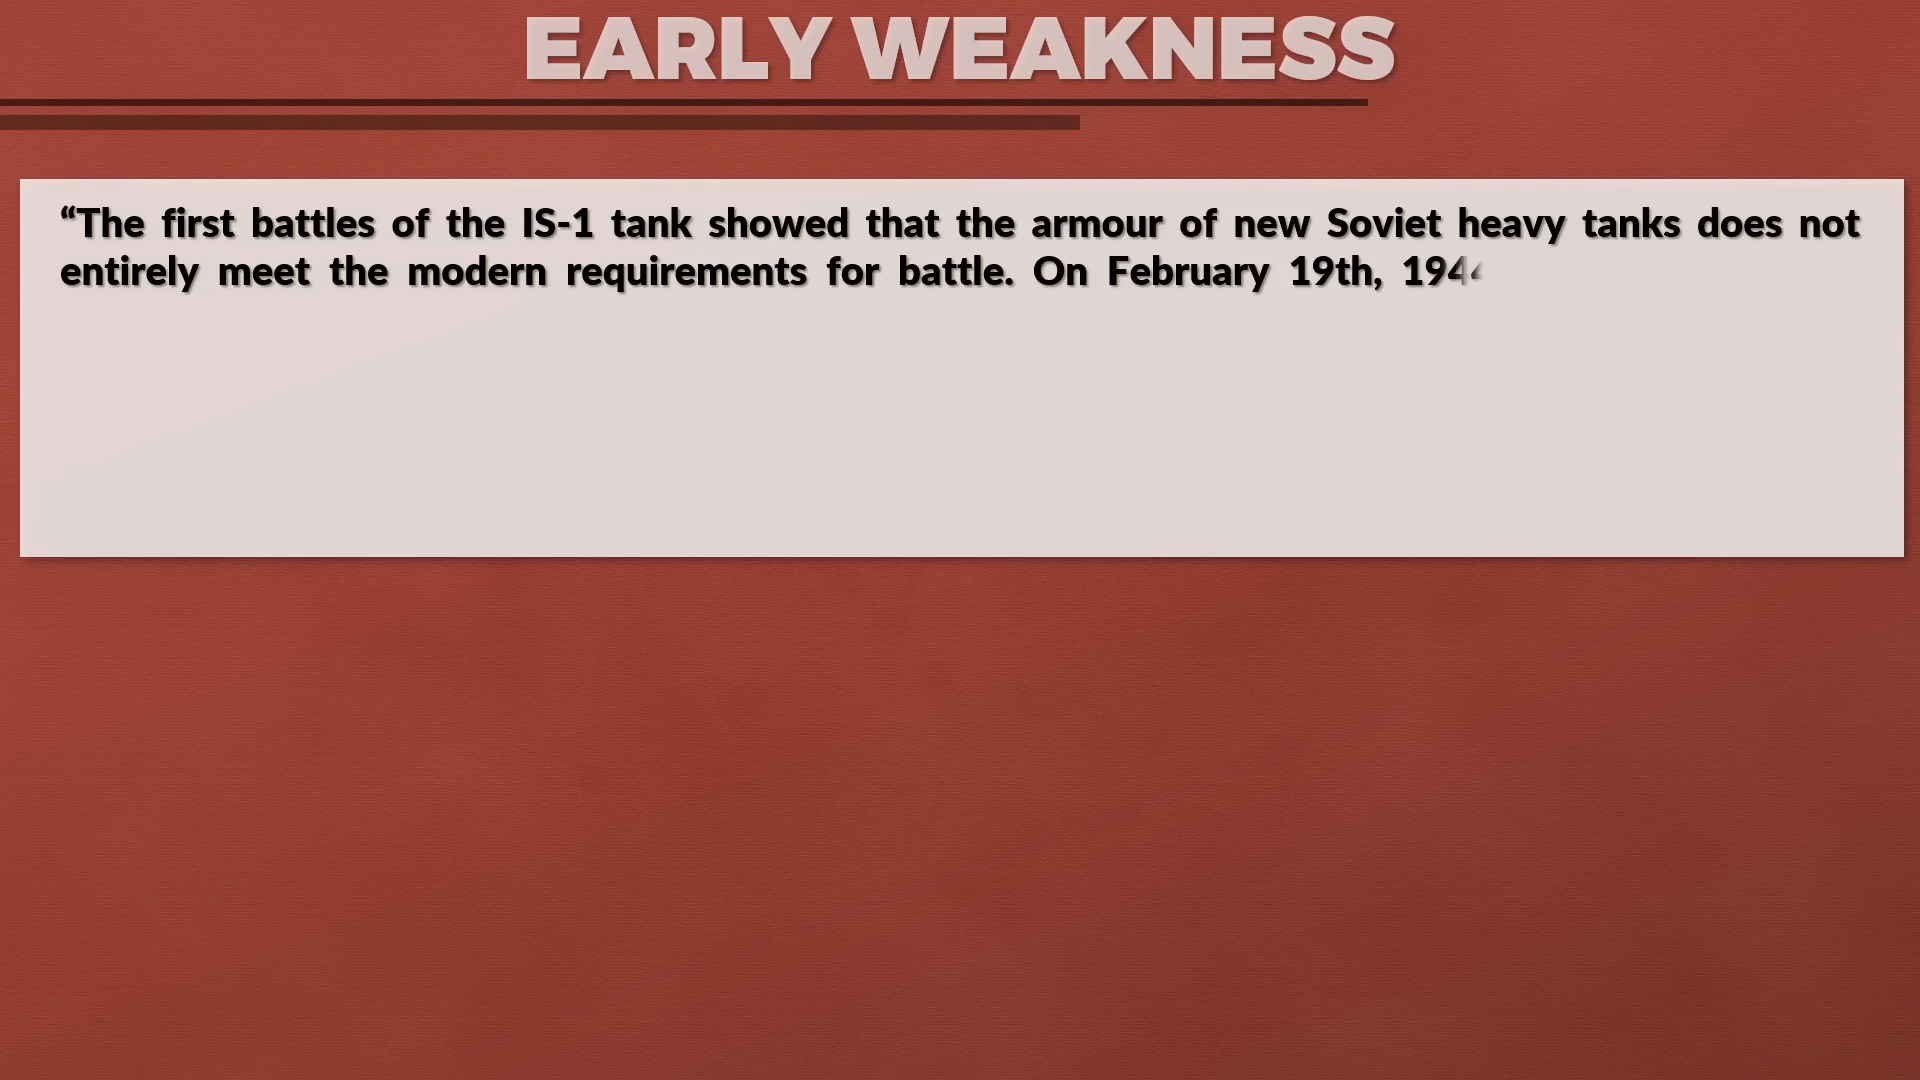 EARLY WEAKNESS
“The first battles of the IS-1 tank showed that the armour of new Soviet heavy tanks does not
entirely meet the modern requirements for battle. On February 19th, 194